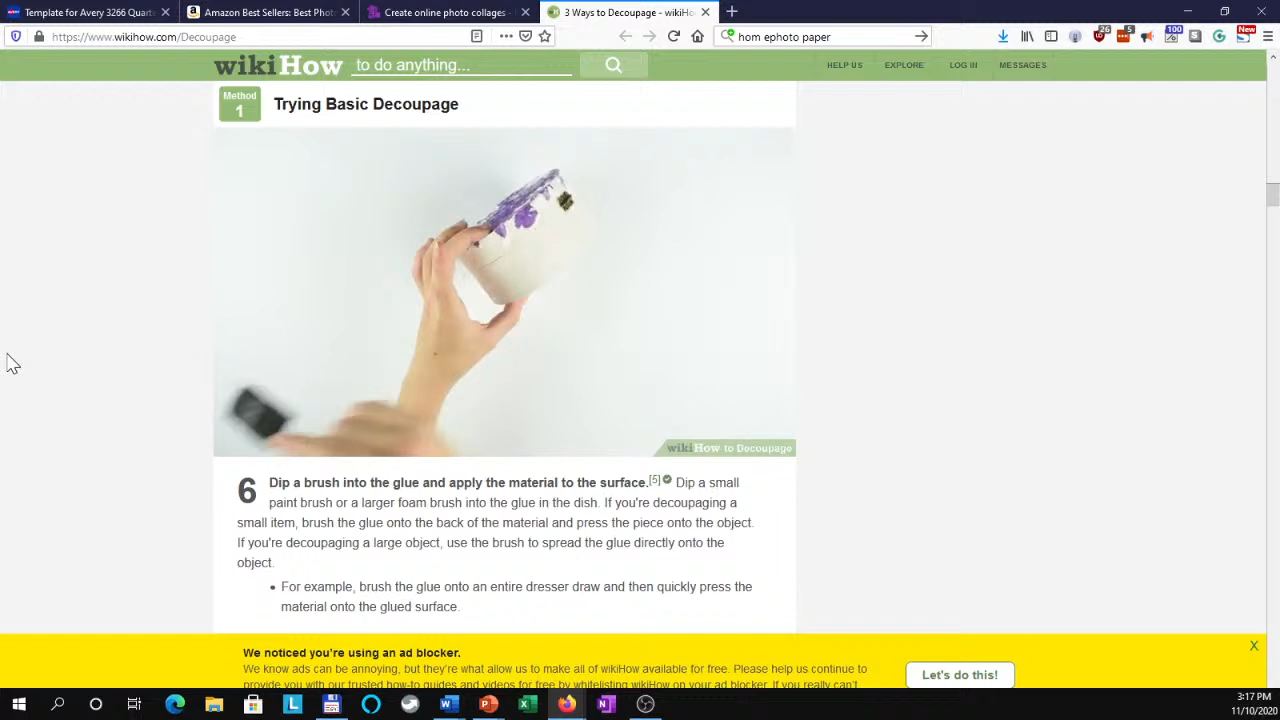 Template for Avery 3266 Quart
Amazon Best Sellers: Best Phot
Create online photo collages -
3 Ways to Decoupage - wikiHo
https://www.wikihow.com/Decoupage
hom ephoto paper
26
5
100
New
wikiHow to do anything...
HELP US EXPLORE LOG IN MESSAGES
Method
1
Trying Basic Decoupage
wikiHow to Decoupage
6 Dip a brush into the glue and apply the material to the surface.[5] Dip a small
paint brush or a larger foam brush into the glue in the dish. If you're decoupaging a
small item, brush the glue onto the back of the material and press the piece onto the object.
If you're decoupaging a large object, use the brush to spread the glue directly onto the
object.
• For example, brush the glue onto an entire dresser draw and then quickly press the
material onto the glued surface.
We noticed you're using an ad blocker.
X
We know ads can be annoying, but they're what allow us to make all of wikiHow available for free. Please help us continue to
provide you with our trusted how-to guides and videos for free by whitelisting wikiHow on your ad blocker. If you really can't
Let's do this!
3:17 PM
11/10/2020